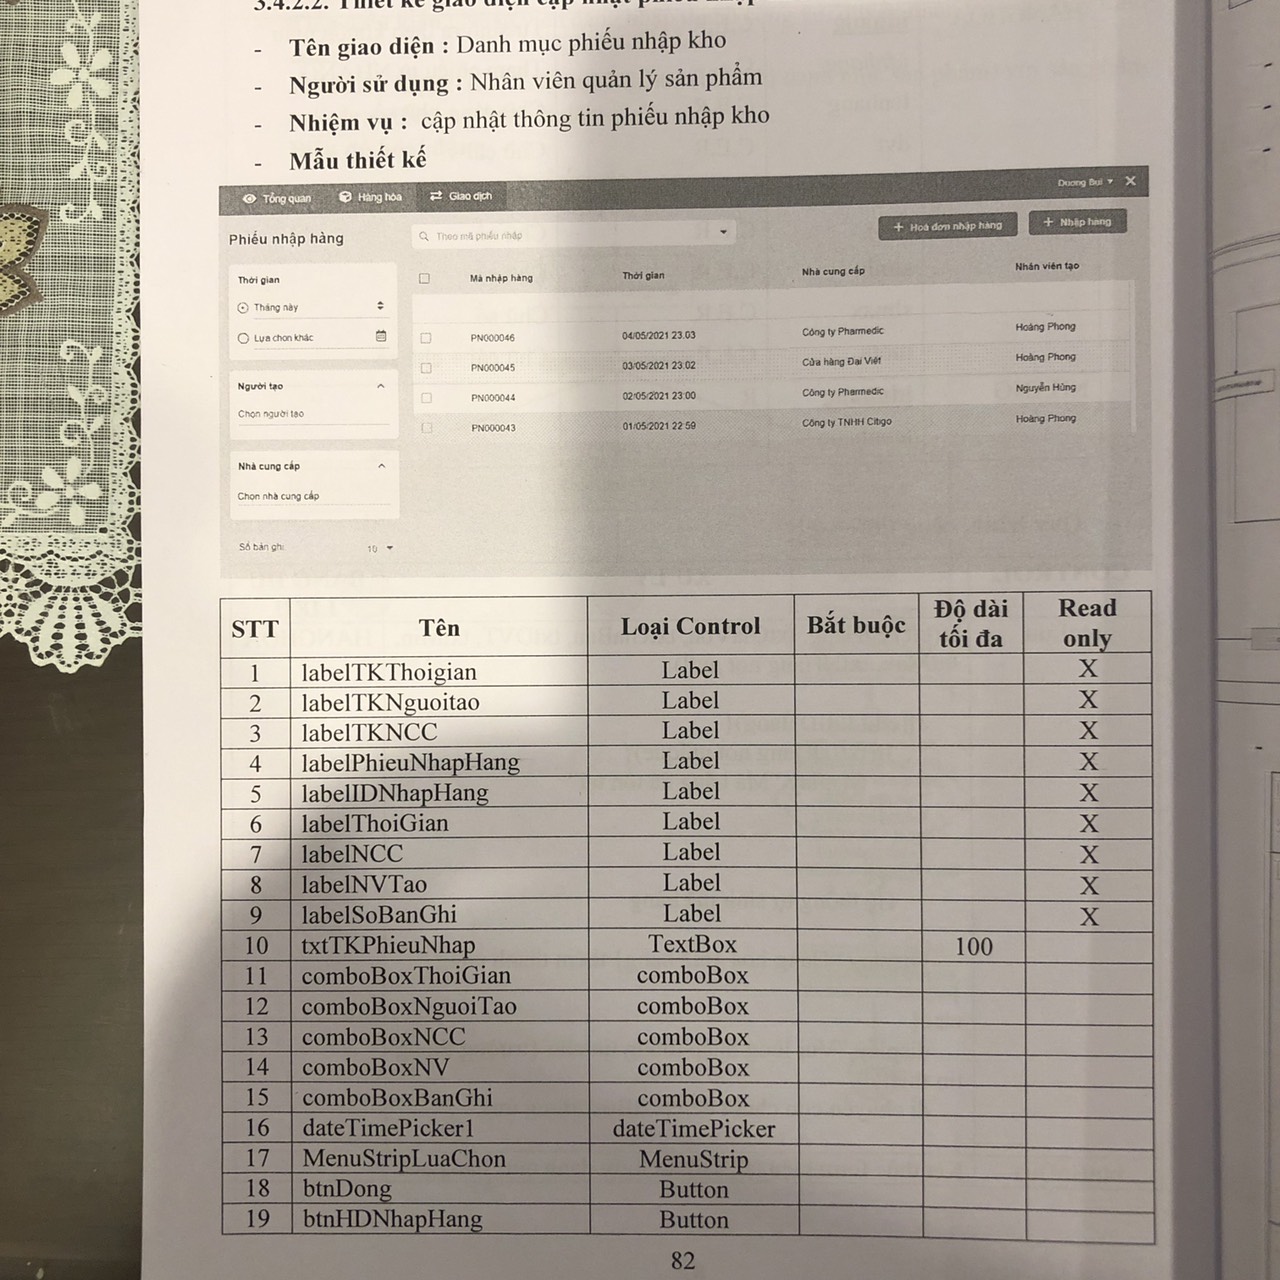 3.4.2.2. Thiết kế giao diện cập nhật phiếu nhập
- Tên giao diện : Danh mục phiếu nhập kho
- Người sử dụng : Nhân viên quản lý sản phẩm
- Nhiệm vụ : cập nhật thông tin phiếu nhập kho
- Mẫu thiết kế
Tổng quan Hàng hóa Giao dịch Duong Bui
Phiếu nhập hàng Theo mã phiếu nhập + Hoá đơn nhập hàng + Nhập hàng
Thời gian
Tháng này
Lựa chọn khác
Người tạo
Chọn người tạo
Nhà cung cấp
Chọn nhà cung cấp
Số bản ghi 10
Mã nhập hàng Thời gian Nhà cung cấp Nhân viên tạo
PN000046 04/05/2021 23:03 Công ty Pharmedic Hoàng Phong
PN000045 03/05/2021 23:02 Cửa hàng Đại Việt Hoàng Phong
PN000044 02/05/2021 23:00 Công ty Pharmedic Nguyễn Hùng
PN000043 01/05/2021 22:59 Công ty TNHH Citigo Hoàng Phong
STT Tên Loại Control Bắt buộc Độ dài tối đa Read only
1 labelTKThoigian Label X
2 labelTKNguoitao Label X
3 labelTKNCC Label X
4 labelPhieuNhapHang Label X
5 labelIDNhapHang Label X
6 labelThoiGian Label X
7 labelNCC Label X
8 labelNVTao Label X
9 labelSoBanGhi Label X
10 txtTKPhieuNhap TextBox 100
11 comboBoxThoiGian comboBox
12 comboBoxNguoiTao comboBox
13 comboBoxNCC comboBox
14 comboBoxNV comboBox
15 comboBoxBanGhi comboBox
16 dateTimePicker1 dateTimePicker
17 MenuStripLuaChon MenuStrip
18 btnDong Button
19 btnHDNhapHang Button
82